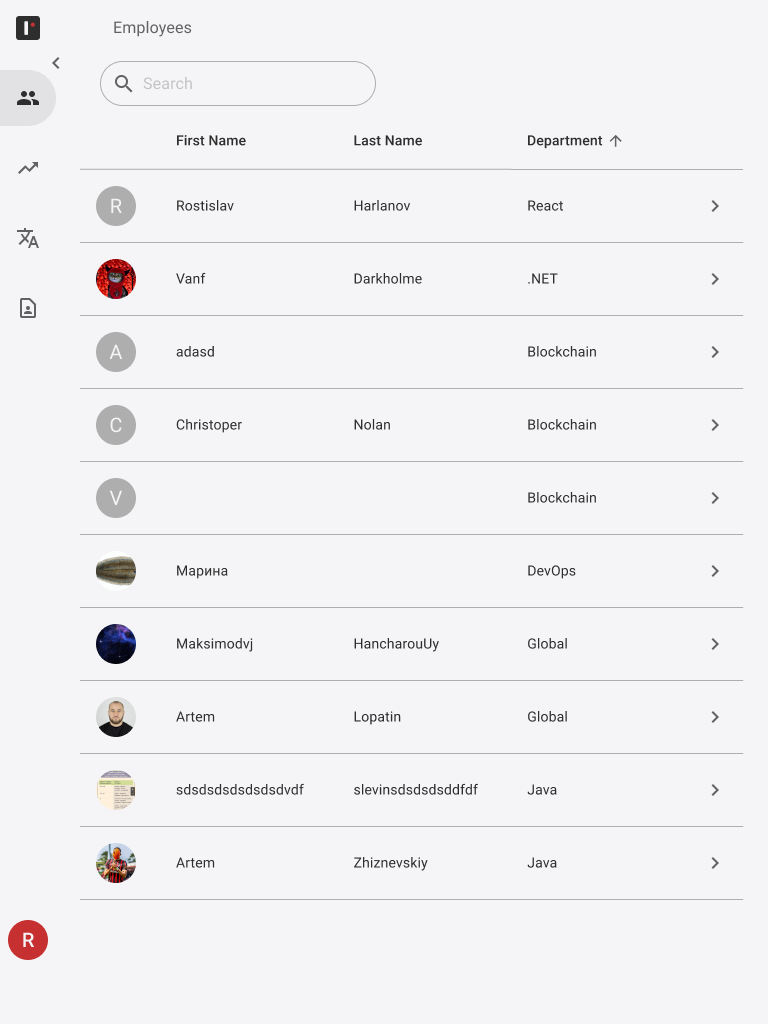 Employees
Search
First Name Last Name Department
R Rostislav Harlanov React
Vanf Darkholme .NET
A adasd Blockchain
C Christoper Nolan Blockchain
V Blockchain
Марина DevOps
Maksimodvj HancharouUy Global
Artem Lopatin Global
sdsdsdsdsdsdsdvdf slevinsdsdsdsddfdf Java
Artem Zhiznevskiy Java
R